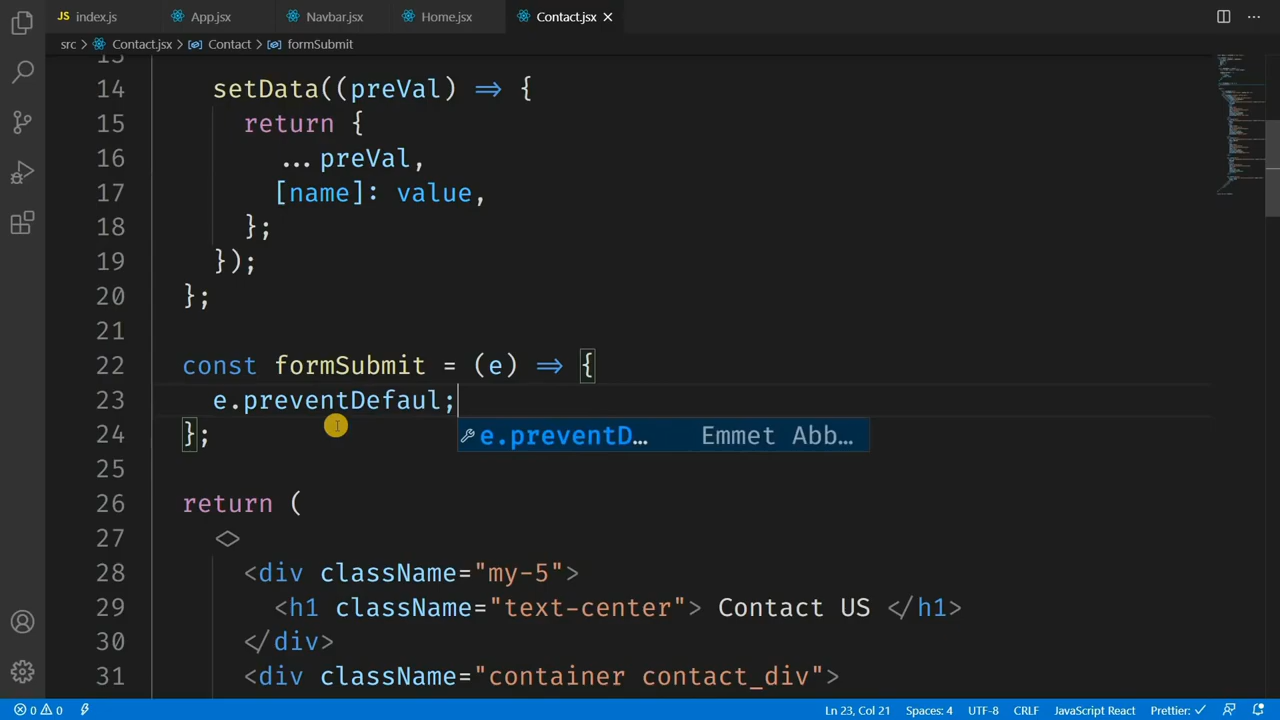 JS index.js App.jsx Navbar.jsx Home.jsx Contact.jsx
src > Contact.jsx > Contact > formSubmit
13
14 setData((preVal) => {
15 return {
16 ...preVal,
17 [name]: value,
18 };
19 });
20 };
21
22 const formSubmit = (e) => {
23 e.preventDefaul;
e.preventD… Emmet Abb…
24 };
25
26 return (
27 <>
28 <div className="my-5">
29 <h1 className="text-center"> Contact US </h1>
30 </div>
31 <div className="container contact_div">
0 0 Ln 23, Col 21 Spaces: 4 UTF-8 CRLF JavaScript React Prettier: ✓